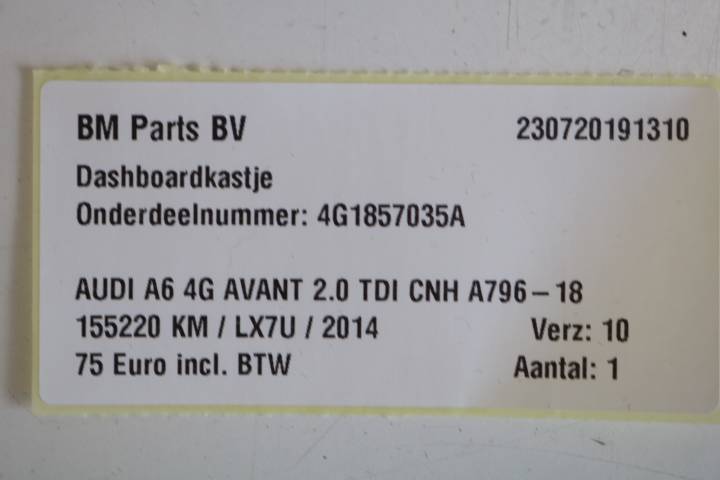 BM Parts BV 230720191310
Dashboardkastje
Onderdeelnummer: 4G1857035A
AUDI A6 4G AVANT 2.0 TDI CNH A796-18
155220 KM / LX7U / 2014 Verz: 10
75 Euro incl. BTW Aantal: 1